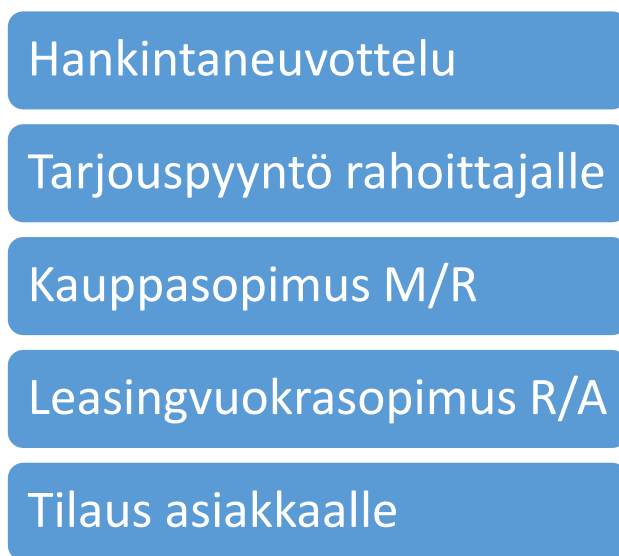 Hankintaneuvottelu
Tarjouspyyntö rahoittajalle
Kauppasopimus M/R
Leasingvuokrasopimus R/A
Tilaus asiakkaalle